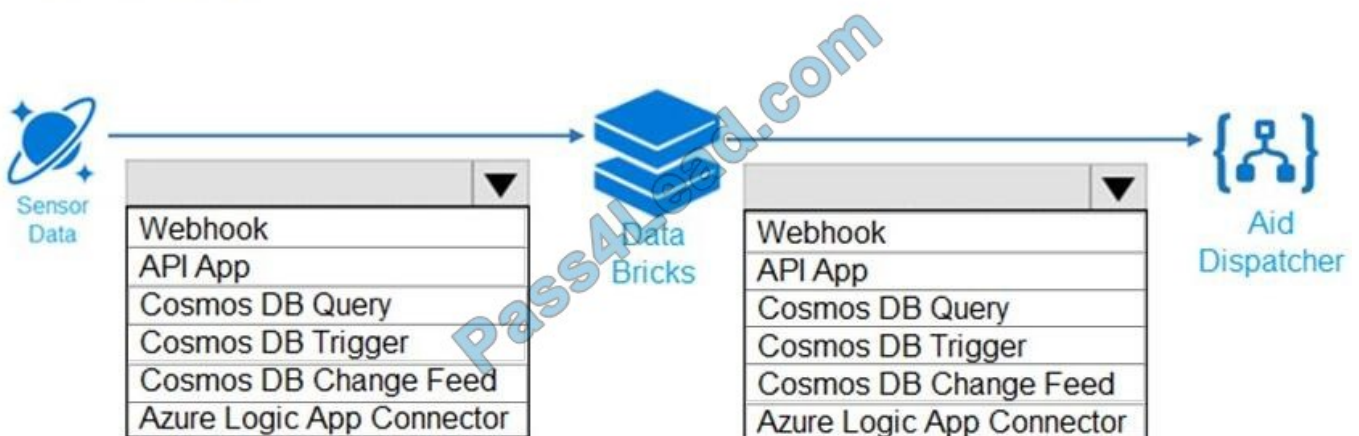 Sensor
Data
Webhook
API App
Cosmos DB Query
Cosmos DB Trigger
Cosmos DB Change Feed
Azure Logic App Connector
Data
Bricks
Webhook
API App
Cosmos DB Query
Cosmos DB Trigger
Cosmos DB Change Feed
Azure Logic App Connector
Aid
Dispatcher
Pass4Lead.com